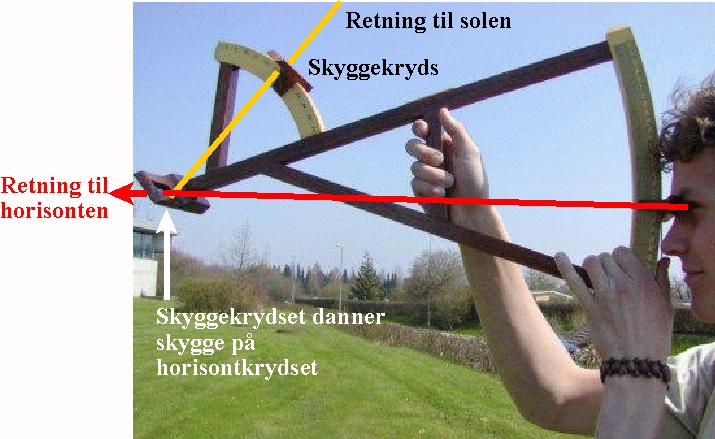 Retning til solen
Skyggekryds
Retning til
horisonten
Skyggekrydset danner
skygge på
horisontkrydset